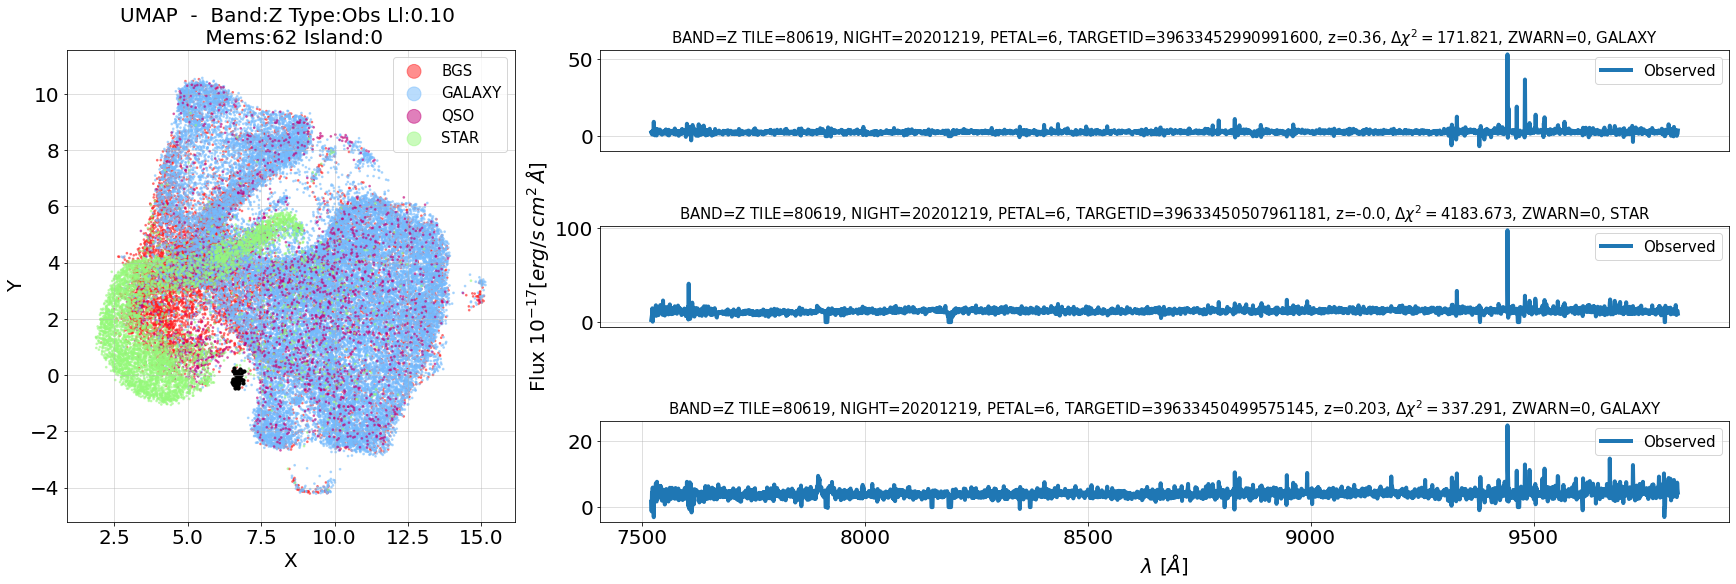 UMAP - Band:Z Type:Obs Ll:0.10
Mems:62 Island:0
BGS
GALAXY
QSO
STAR
10
8
6
4
2
0
−2
−4
Y
2.5 5.0 7.5 10.0 12.5 15.0
X
Flux 10⁻¹⁷[erg/s cm² Å]
BAND=Z TILE=80619, NIGHT=20201219, PETAL=6, TARGETID=39633452990991600, z=0.36, Δχ² = 171.821, ZWARN=0, GALAXY
Observed
50
0
BAND=Z TILE=80619, NIGHT=20201219, PETAL=6, TARGETID=39633450507961181, z=-0.0, Δχ² = 4183.673, ZWARN=0, STAR
Observed
100
0
BAND=Z TILE=80619, NIGHT=20201219, PETAL=6, TARGETID=39633450499575145, z=0.203, Δχ² = 337.291, ZWARN=0, GALAXY
Observed
20
0
7500 8000 8500 9000 9500
λ [Å]